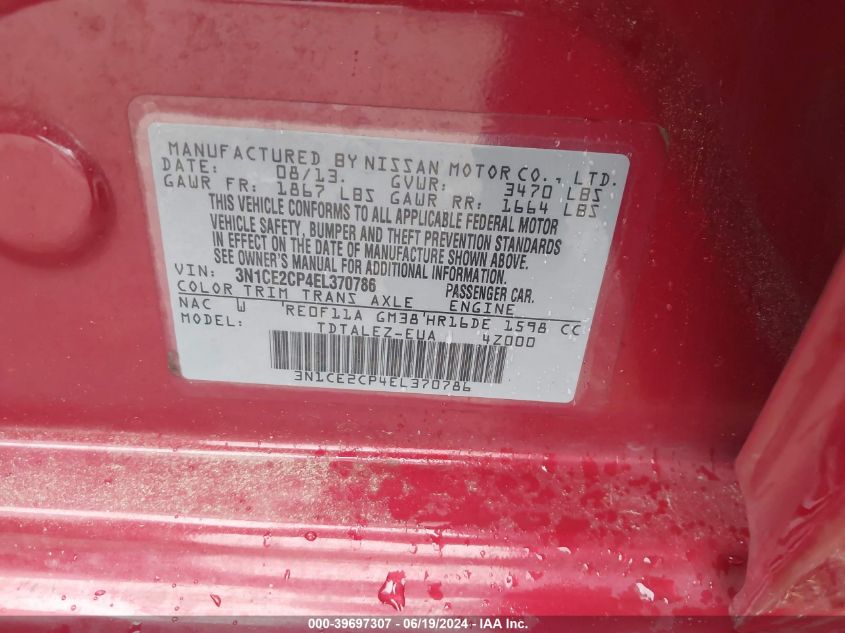 MANUFACTURED BY NISSAN MOTOR CO., LTD.
DATE: 08/13. GVWR: 3470 LBS
GAWR FR: 1867 LBS GAWR RR: 1664 LBS
THIS VEHICLE CONFORMS TO ALL APPLICABLE FEDERAL MOTOR
VEHICLE SAFETY, BUMPER AND THEFT PREVENTION STANDARDS
IN EFFECT ON THE DATE OF MANUFACTURE SHOWN ABOVE.
SEE OWNER'S MANUAL FOR ADDITIONAL INFORMATION.
VIN: 3N1CE2CP4EL370786 PASSENGER CAR.
COLOR TRIM TRANS AXLE ENGINE
NAC W 'RE0F11A GM38'HR16DE 1598 CC
MODEL: TDTALEZ-EUA 4Z000
3N1CE2CP4EL370786
000-39697307 - 06/19/2024 - IAA Inc.